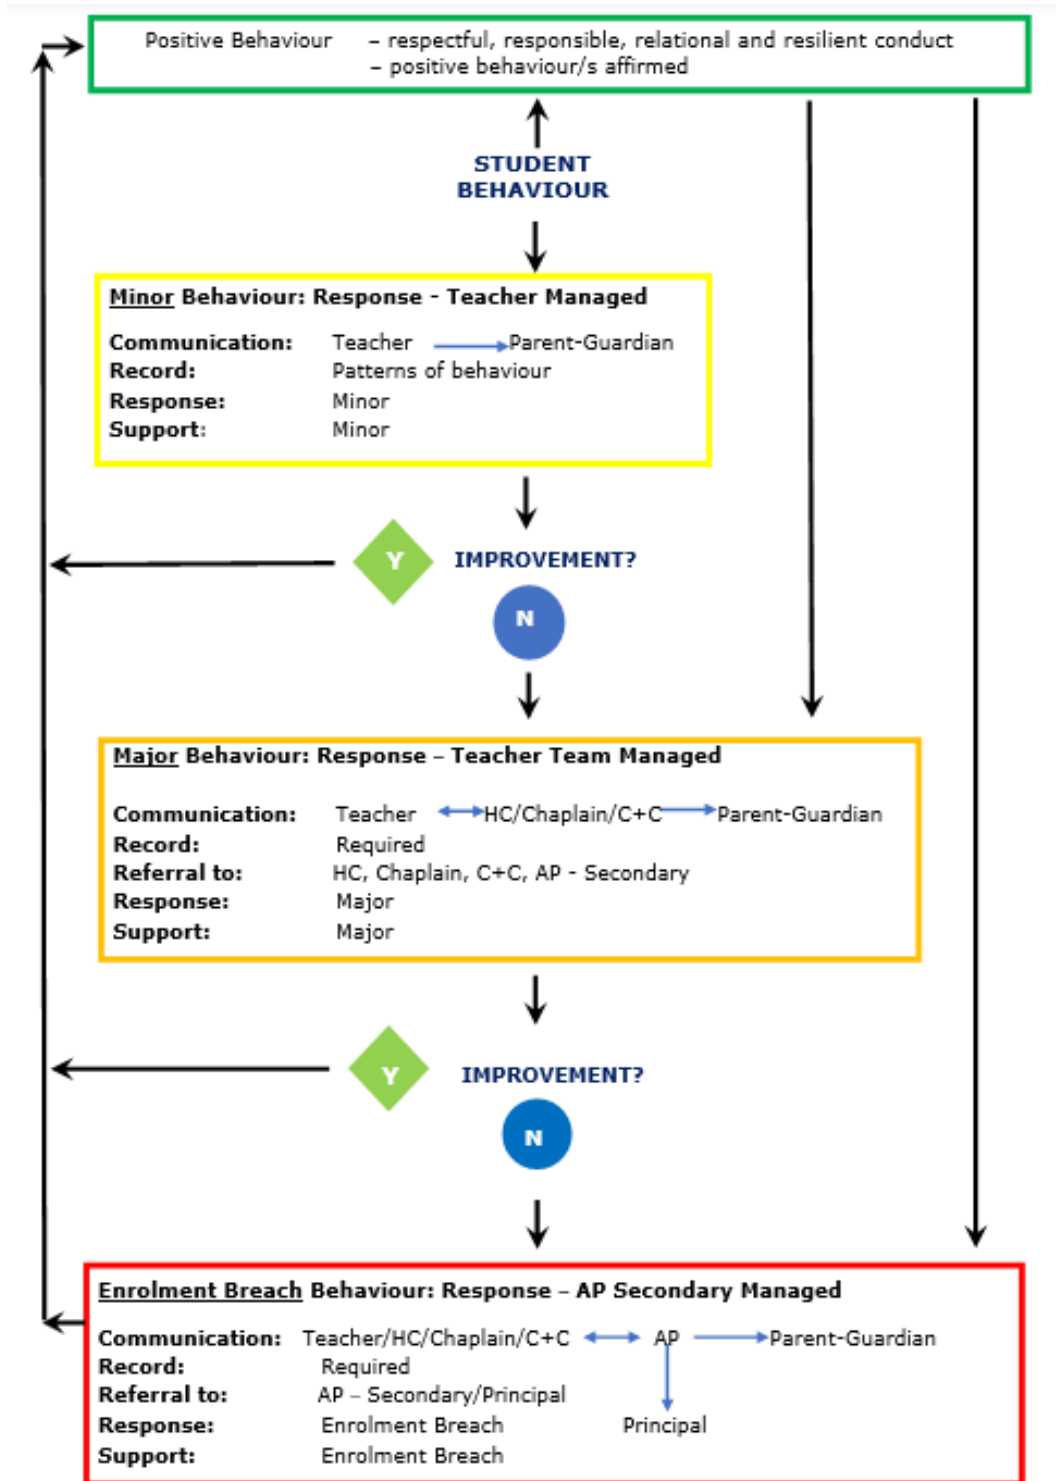 Positive Behaviour – respectful, responsible, relational and resilient conduct
– positive behaviour/s affirmed
STUDENT
BEHAVIOUR
Minor Behaviour: Response - Teacher Managed
Communication: Teacher Parent-Guardian
Record: Patterns of behaviour
Response: Minor
Support: Minor
Y IMPROVEMENT?
N
Major Behaviour: Response – Teacher Team Managed
Communication: Teacher HC/Chaplain/C+C Parent-Guardian
Record: Required
Referral to: HC, Chaplain, C+C, AP - Secondary
Response: Major
Support: Major
Y IMPROVEMENT?
N
Enrolment Breach Behaviour: Response – AP Secondary Managed
Communication: Teacher/HC/Chaplain/C+C AP Parent-Guardian
Record: Required
Referral to: AP – Secondary/Principal
Response: Enrolment Breach Principal
Support: Enrolment Breach